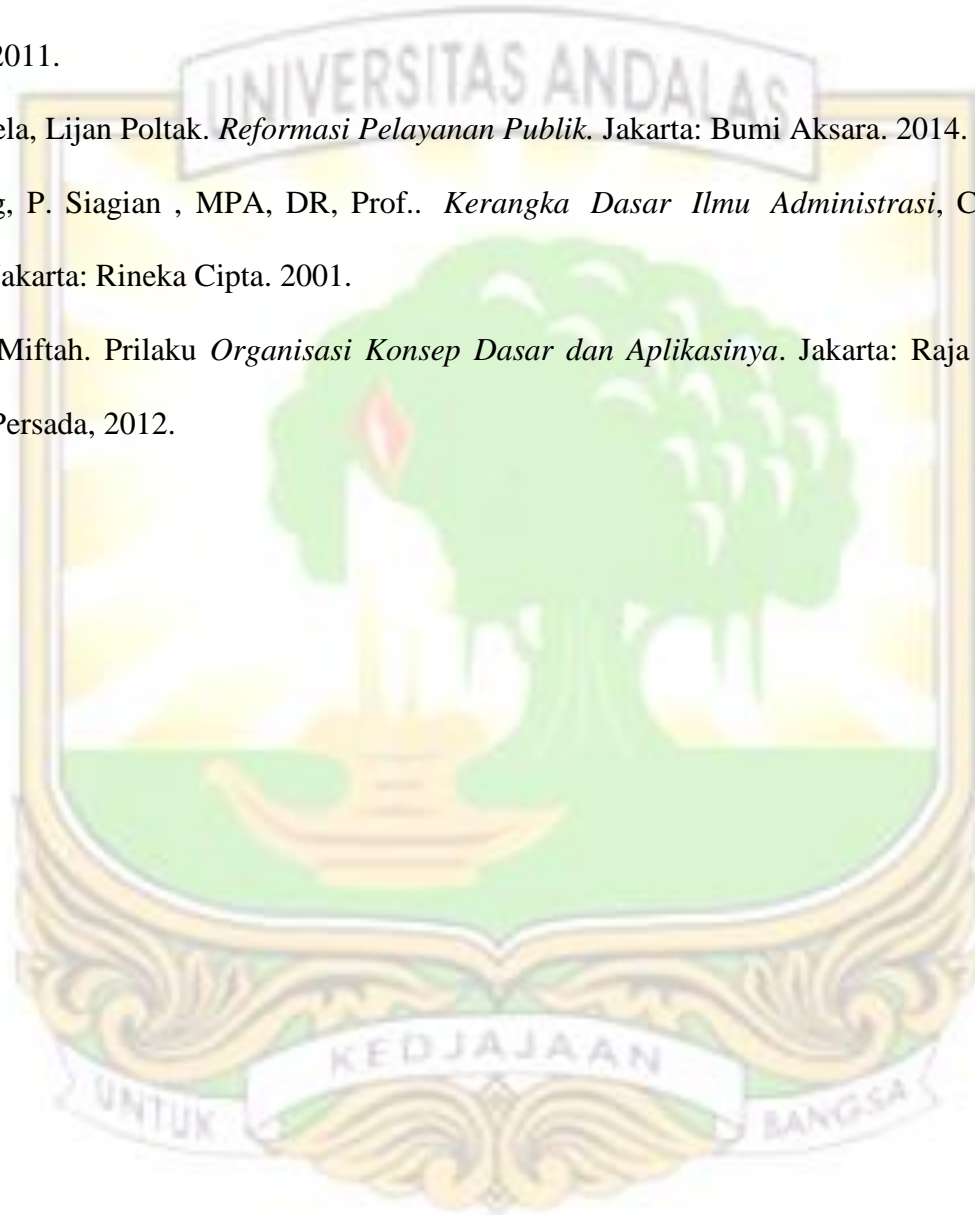 2011.
UNIVERSITAS ANDALAS
ela, Lijan Poltak. Reformasi Pelayanan Publik. Jakarta: Bumi Aksara. 2014.
g, P. Siagian , MPA, DR, Prof.. Kerangka Dasar Ilmu Administrasi, C
akarta: Rineka Cipta. 2001.
Miftah. Prilaku Organisasi Konsep Dasar dan Aplikasinya. Jakarta: Raja
Persada, 2012.
KEDJAJAAN
UNTUK BANGSA